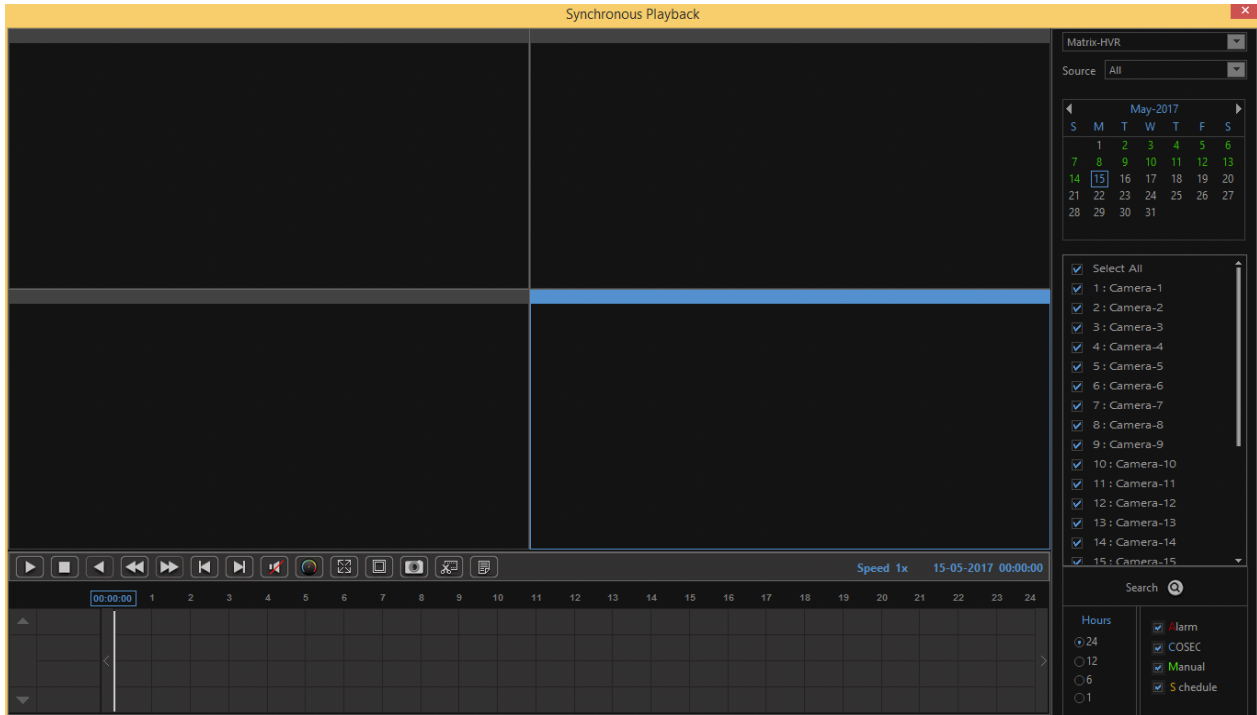 Synchronous Playback
Matrix-HVR
Source All
May-2017
S M T W T F S
1 2 3 4 5 6
7 8 9 10 11 12 13
14 15 16 17 18 19 20
21 22 23 24 25 26 27
28 29 30 31
Select All
1 : Camera-1
2 : Camera-2
3 : Camera-3
4 : Camera-4
5 : Camera-5
6 : Camera-6
7 : Camera-7
8 : Camera-8
9 : Camera-9
10 : Camera-10
11 : Camera-11
12 : Camera-12
13 : Camera-13
14 : Camera-14
15 : Camera-15
Speed 1x 15-05-2017 00:00:00
00:00:00 1 2 3 4 5 6 7 8 9 10 11 12 13 14 15 16 17 18 19 20 21 22 23 24
Search
Hours
24
12
6
1
Alarm
COSEC
Manual
S chedule